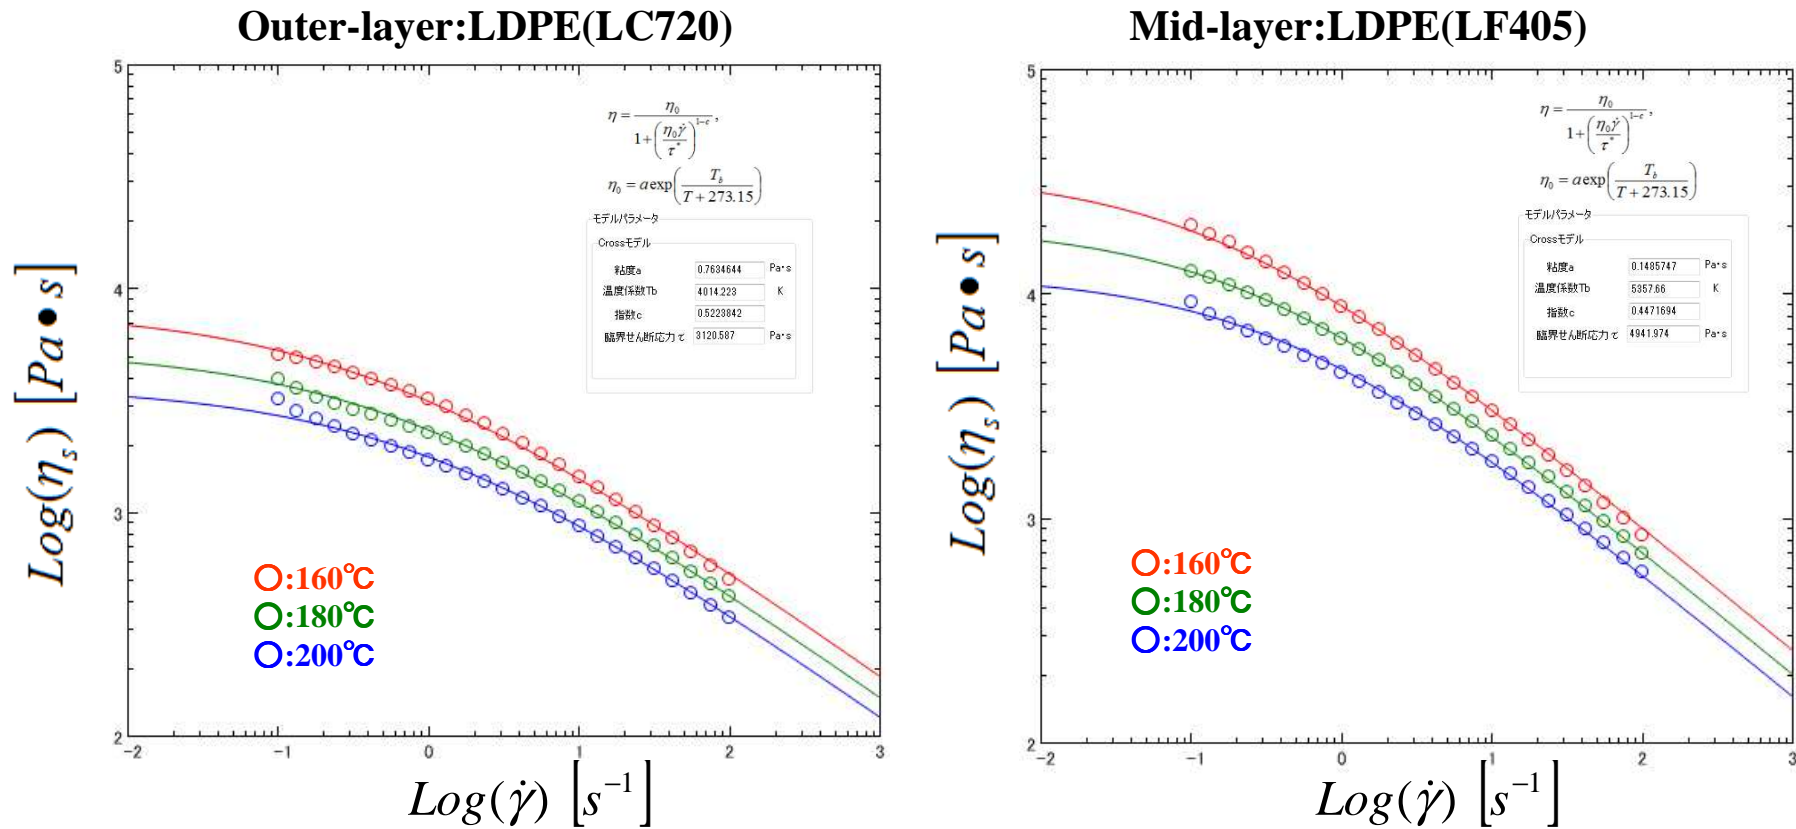 Outer-layer:LDPE(LC720)
5
4
3
2
-2
-1
0
1
2
3
Log(η_s) [Pa•s]
Log(γ̇) [s⁻¹]
η = η₀ / (1+(η₀γ̇/τ*)^(1-c)),
η₀ = a exp(T_b / (T+273.15))
モデルパラメータ
Crossモデル
粘度a 0.7634644 Pa・s
温度係数Tb 4014.223 K
指数c 0.5223842
臨界せん断応力τ 3120.587 Pa・s
○:160℃
○:180℃
○:200℃
Mid-layer:LDPE(LF405)
5
4
3
2
-2
-1
0
1
2
3
Log(η_s) [Pa•s]
Log(γ̇) [s⁻¹]
η = η₀ / (1+(η₀γ̇/τ*)^(1-c)),
η₀ = a exp(T_b / (T+273.15))
モデルパラメータ
Crossモデル
粘度a 0.1485747 Pa・s
温度係数Tb 5357.66 K
指数c 0.4471694
臨界せん断応力τ 4941.974 Pa・s
○:160℃
○:180℃
○:200℃